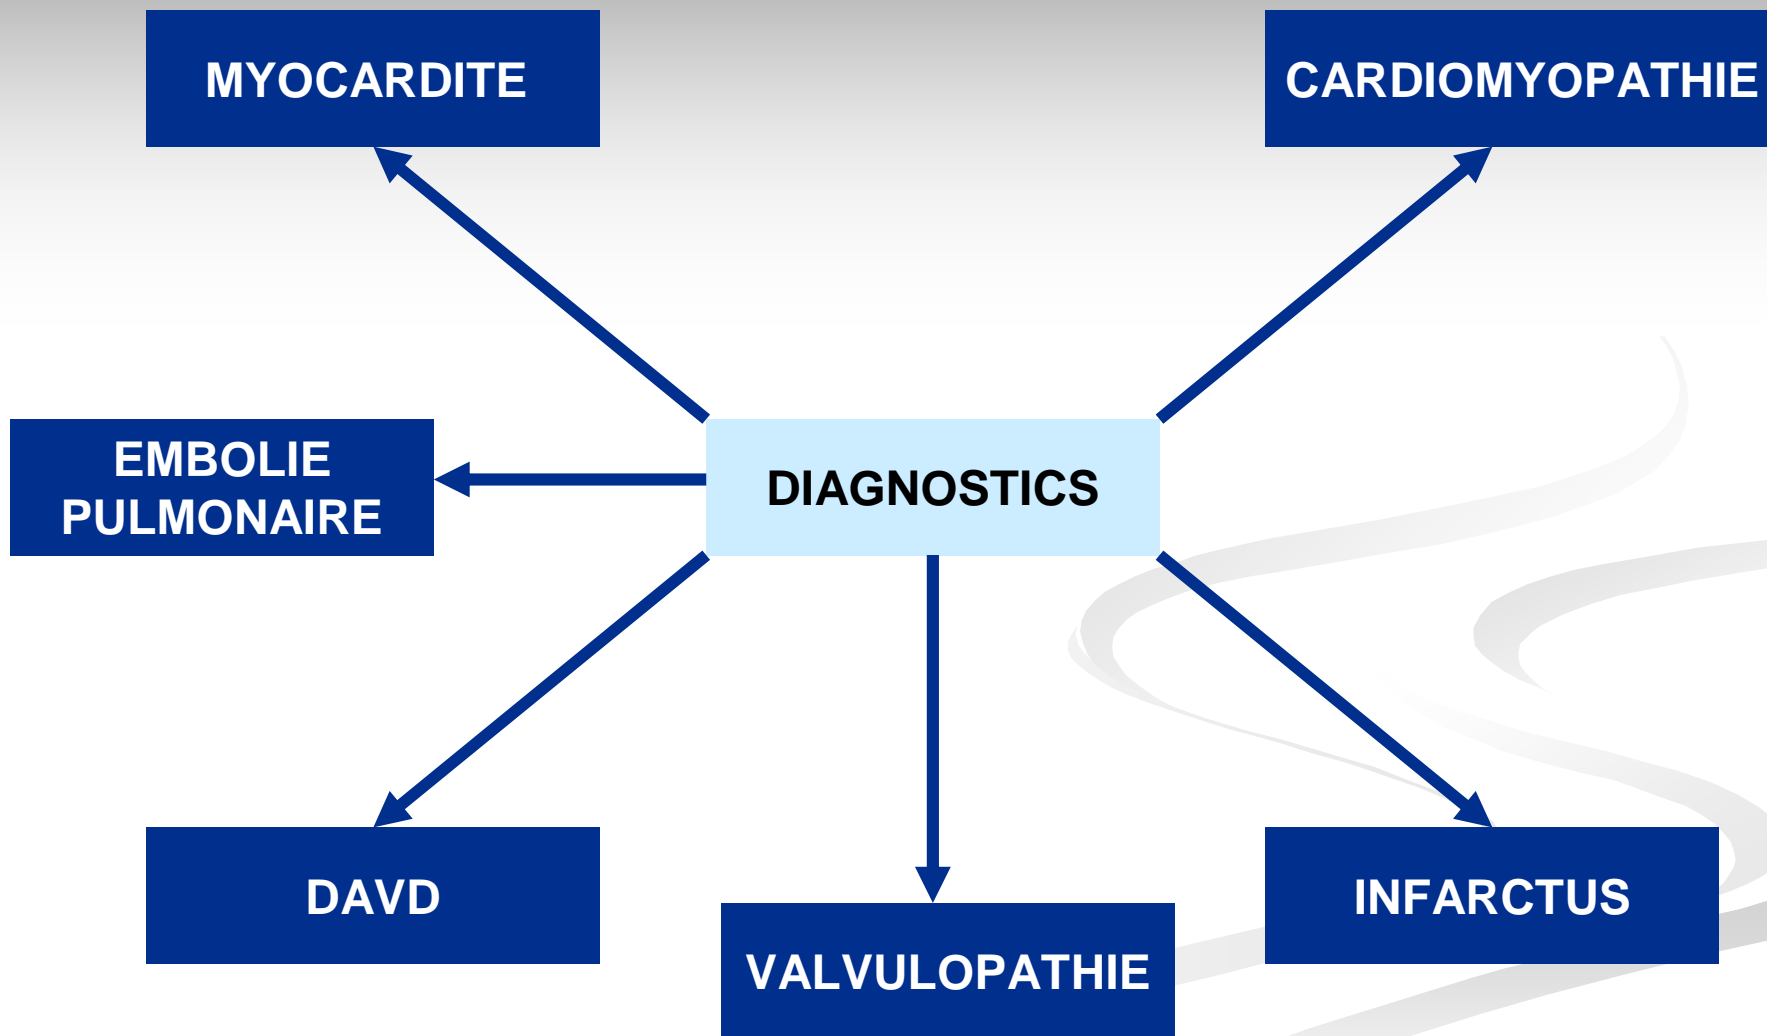 MYOCARDITE
CARDIOMYOPATHIE
EMBOLIE
PULMONAIRE
DIAGNOSTICS
DAVD
INFARCTUS
VALVULOPATHIE